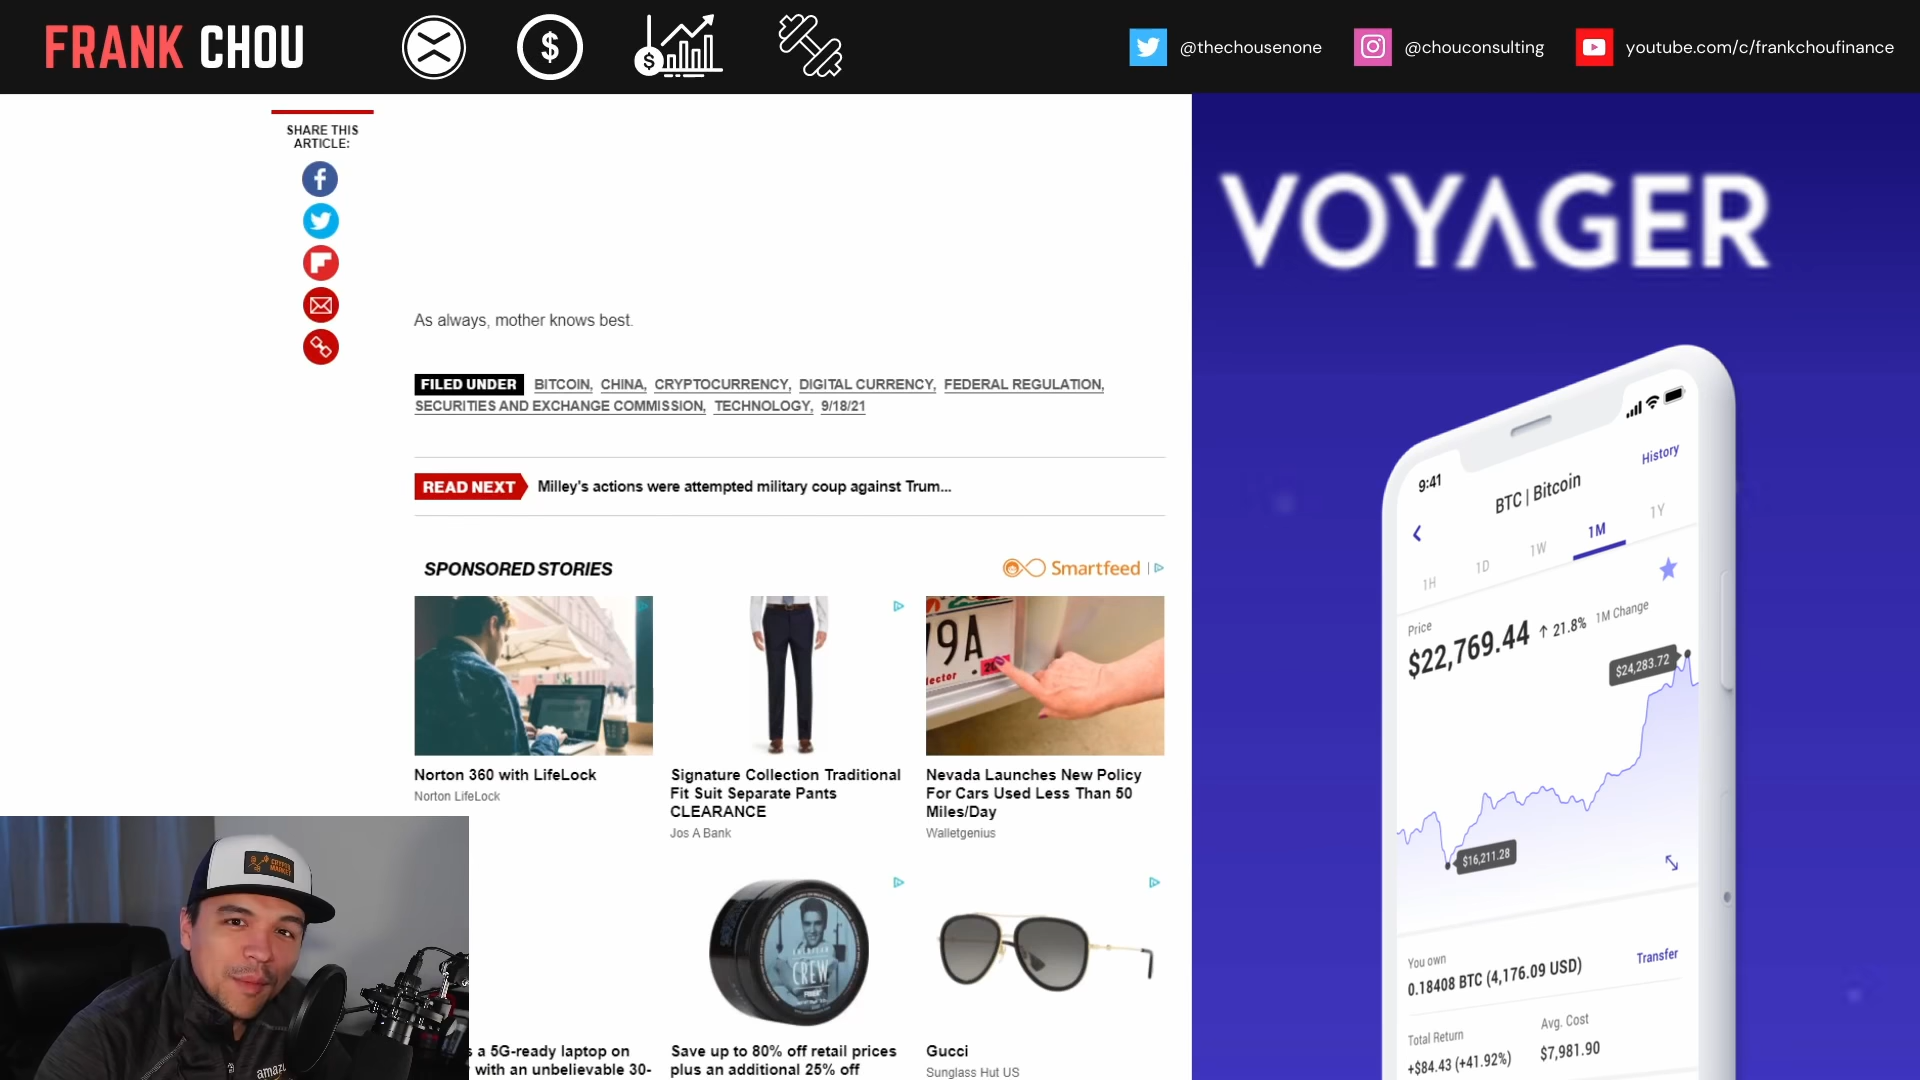 FRANK CHOU
@thechousenone
@chouconsulting
youtube.com/c/frankchoufinance
SHARE THIS
ARTICLE:
As always, mother knows best.
FILED UNDER BITCOIN, CHINA, CRYPTOCURRENCY, DIGITAL CURRENCY, FEDERAL REGULATION,
SECURITIES AND EXCHANGE COMMISSION, TECHNOLOGY, 9/18/21
READ NEXT Milley's actions were attempted military coup against Trum...
SPONSORED STORIES
Smartfeed
Norton 360 with LifeLock
Norton LifeLock
Signature Collection Traditional
Fit Suit Separate Pants
CLEARANCE
Jos A Bank
79A
Nevada Launches New Policy
For Cars Used Less Than 50
Miles/Day
Walletgenius
s a 5G-ready laptop on
with an unbelievable 30-
CREW
Save up to 80% off retail prices
plus an additional 25% off
Gucci
Sunglass Hut US
CRYPTO
MARKET
amaz
VOYAGER
9:41
History
BTC | Bitcoin
1H 1D 1W 1M 1Y
Price
$22,769.44 ↑ 21.8% 1M Change
$24,283.72
$16,211.28
You own
0.18408 BTC (4,176.09 USD)
Transfer
Total Return
+$84.43 (+41.92%)
Avg. Cost
$7,981.90